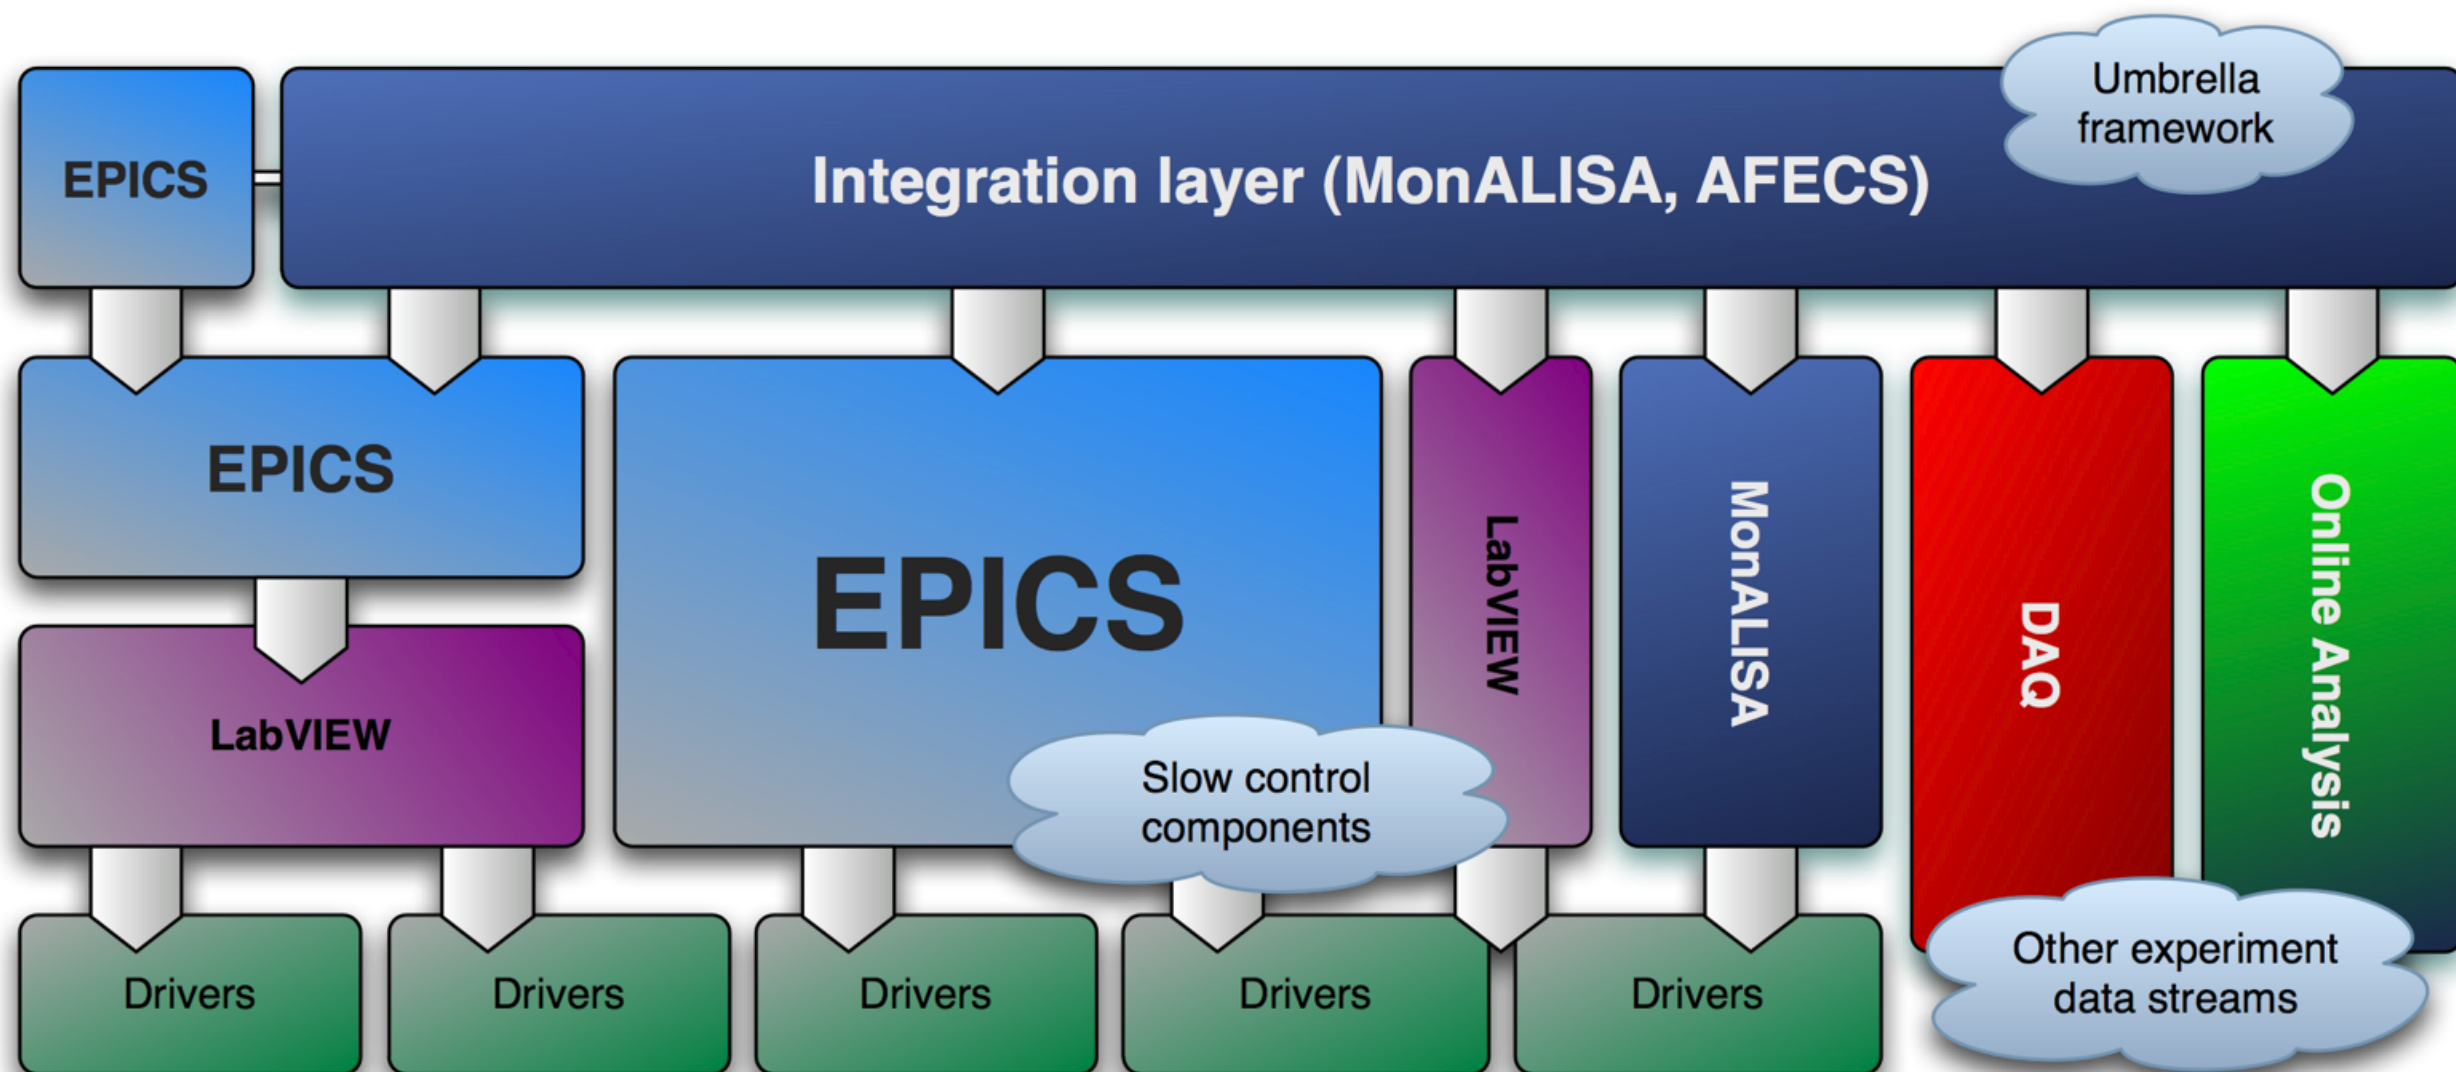 Umbrella
framework
EPICS
Integration layer (MonALISA, AFECS)
EPICS
EPICS
LabVIEW
MonALISA
DAQ
Online Analysis
LabVIEW
Slow control
components
Drivers
Drivers
Drivers
Drivers
Drivers
Other experiment
data streams